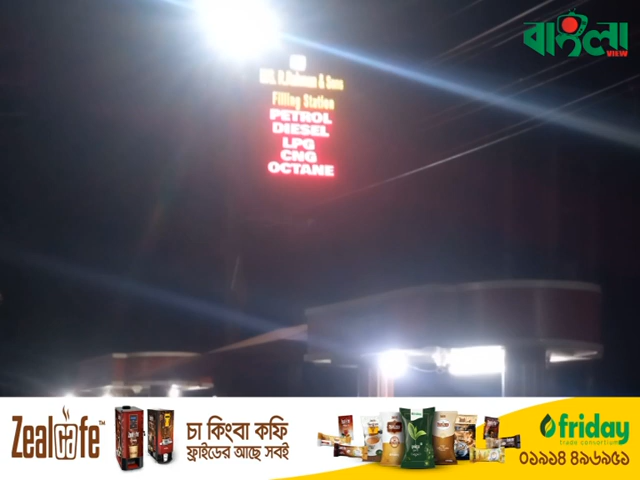 বাংলা
VIEW
R. Rahman & Sons
Filling Station
PETROL
DIESEL
LPG
CNG
OCTANE
ZealCafe™
চা কিংবা কফি
ফ্রাইডের আছে সবই
friday
trade consortium
০১৯১৪ ৪৯৬৯৫১